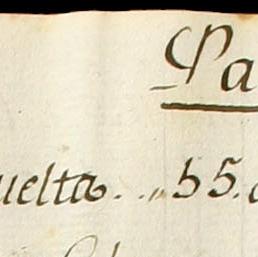 Pa
uelta . . „ 55.